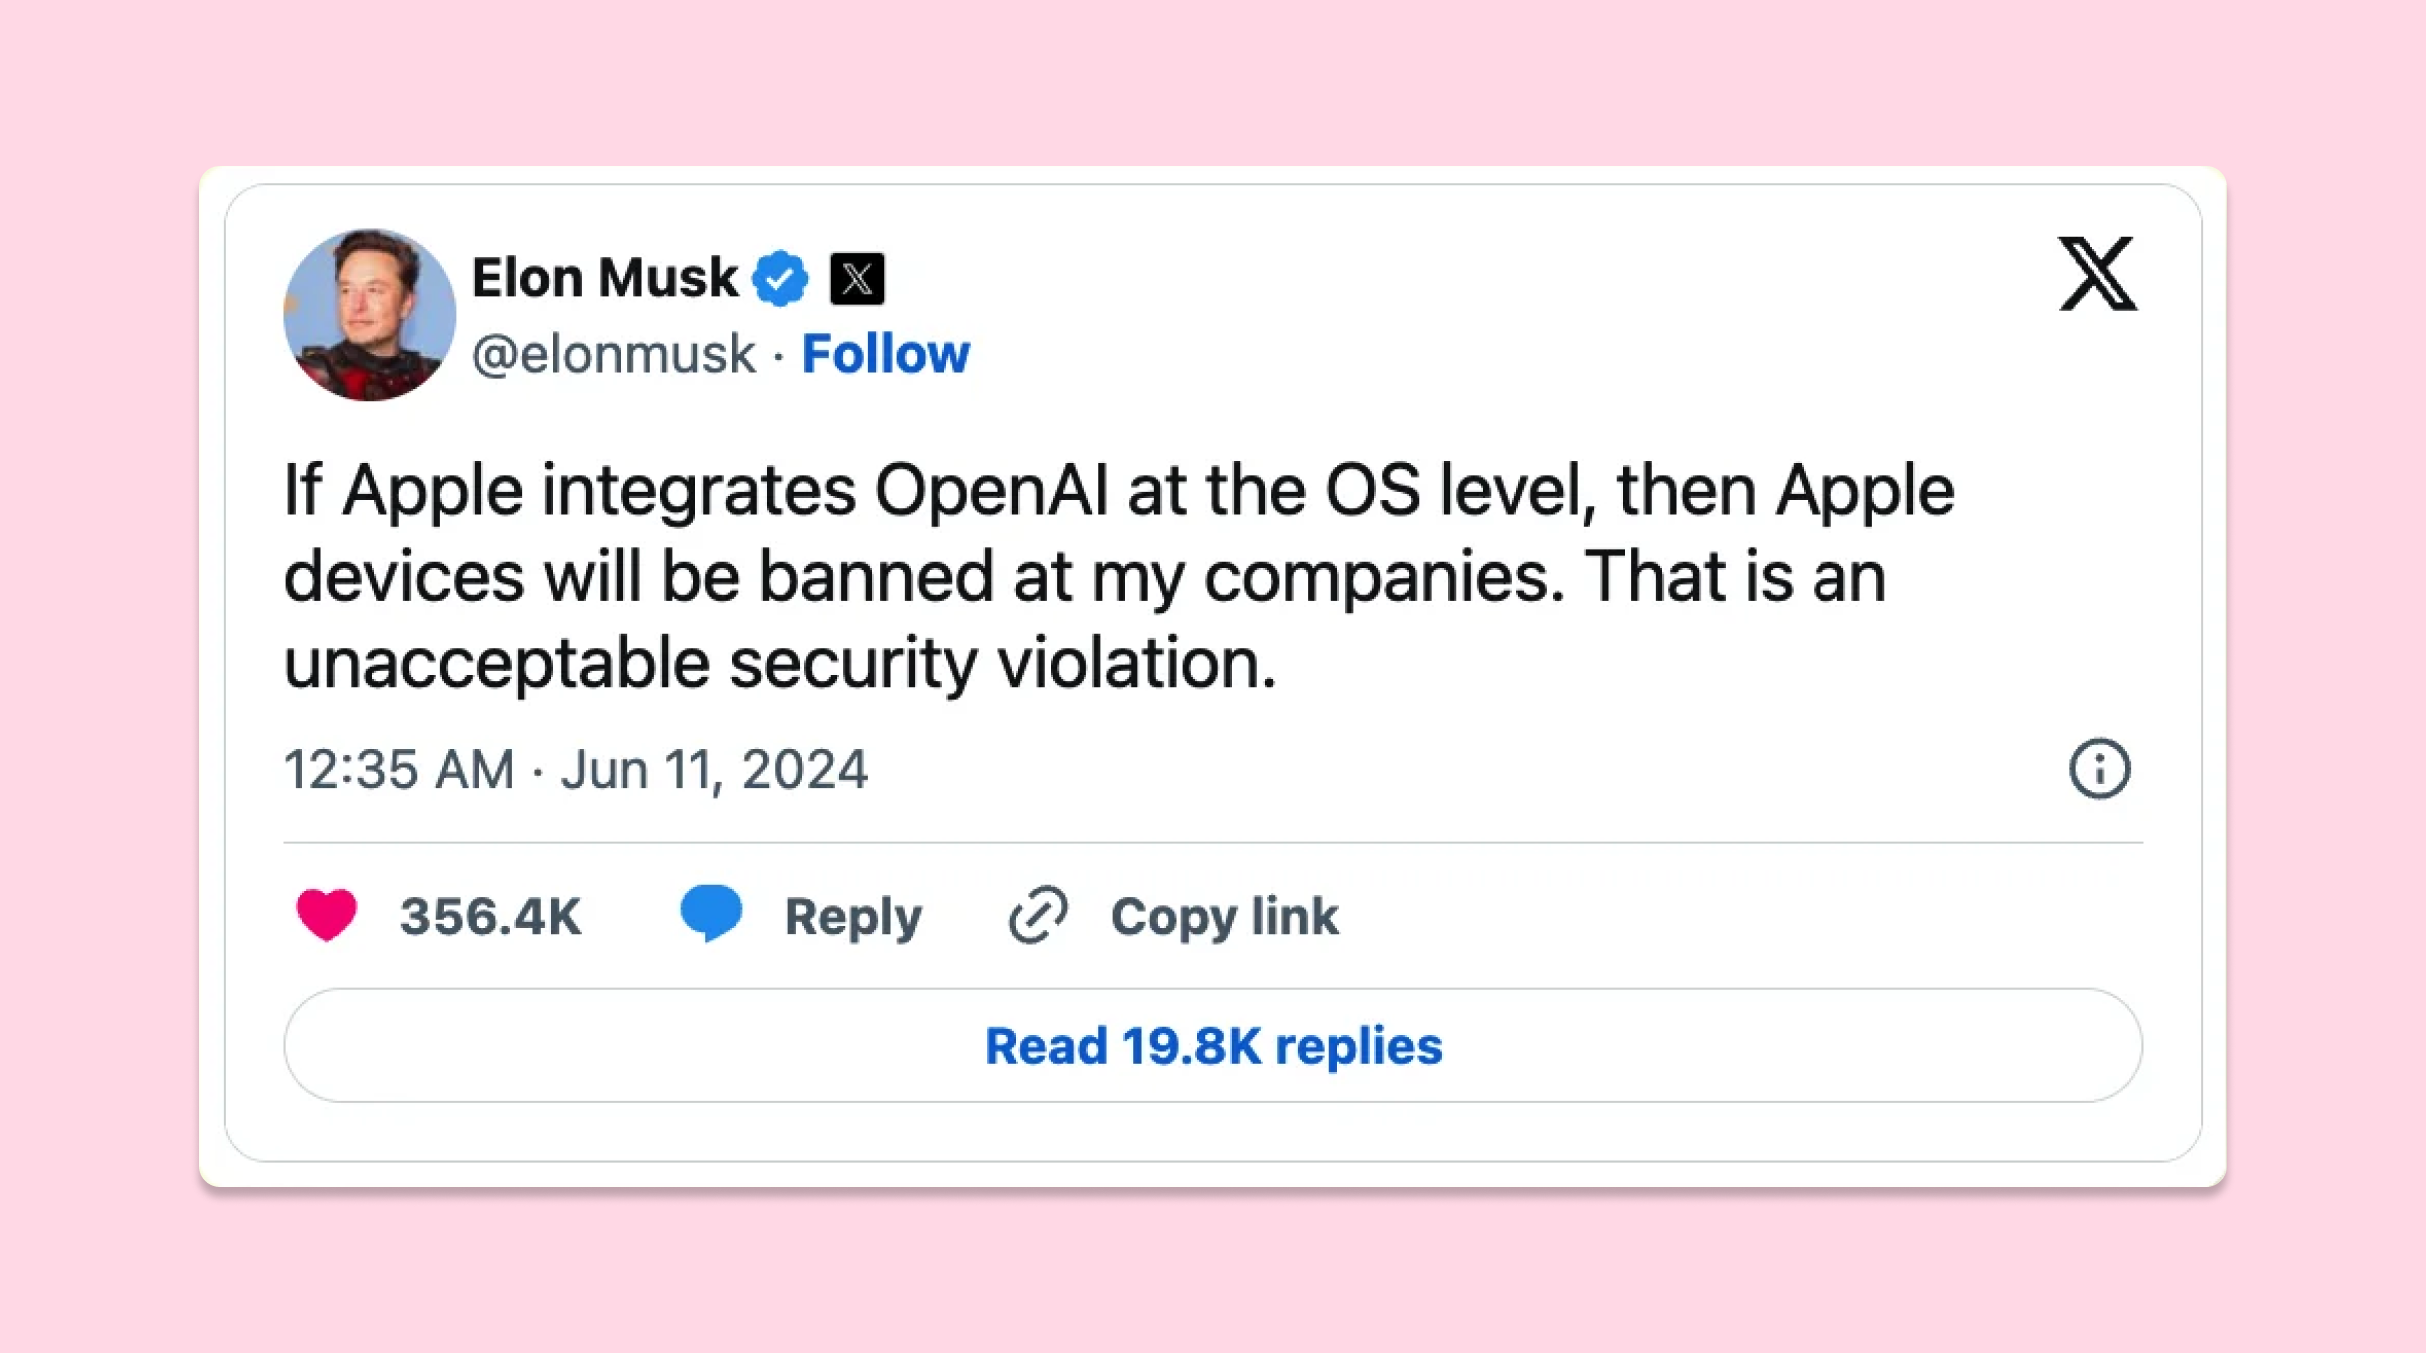 Elon Musk
@elonmusk · Follow
If Apple integrates OpenAI at the OS level, then Apple
devices will be banned at my companies. That is an
unacceptable security violation.
12:35 AM · Jun 11, 2024
356.4K Reply Copy link
Read 19.8K replies